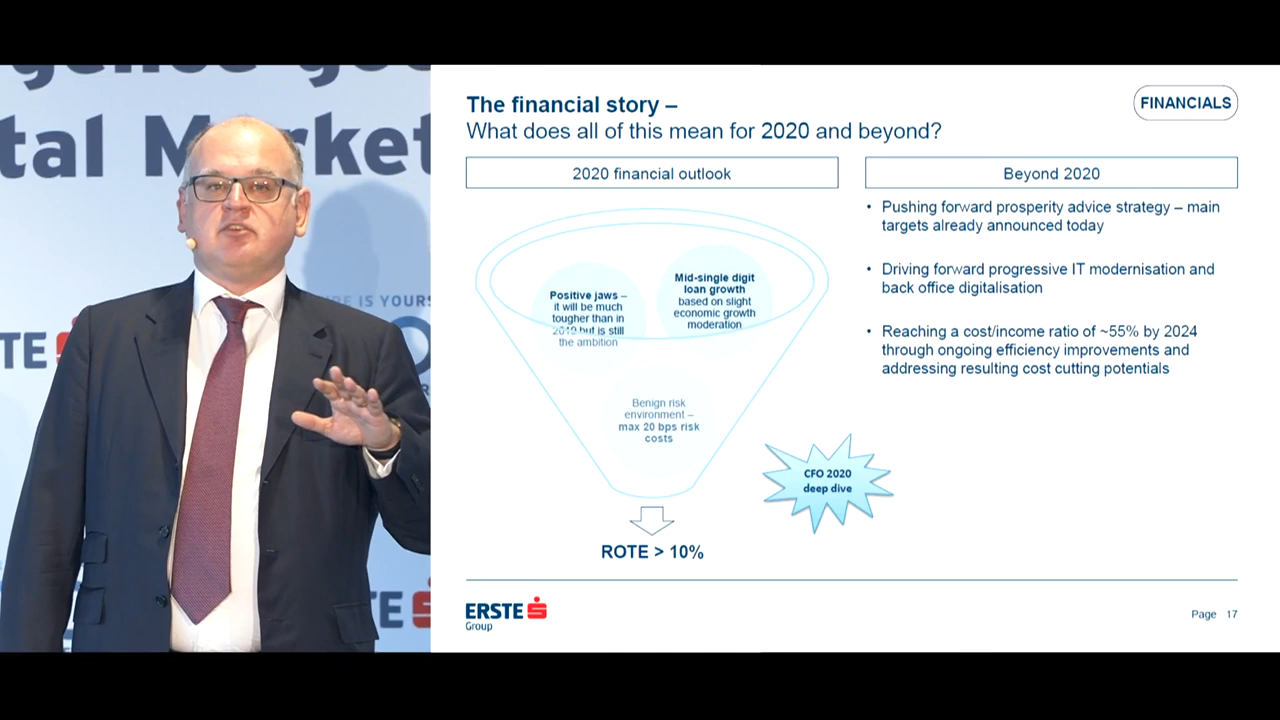 tal Market
TE
The financial story –
What does all of this mean for 2020 and beyond?
FINANCIALS
2020 financial outlook
Beyond 2020
Positive jaws –
it will be much
tougher than in
2019 but is still
the ambition
Mid-single digit
loan growth
based on slight
economic growth
moderation
Benign risk
environment –
max 20 bps risk
costs
ROTE > 10%
CFO 2020
deep dive
• Pushing forward prosperity advice strategy – main
targets already announced today
• Driving forward progressive IT modernisation and
back office digitalisation
• Reaching a cost/income ratio of ~55% by 2024
through ongoing efficiency improvements and
addressing resulting cost cutting potentials
ERSTE
Group
Page 17